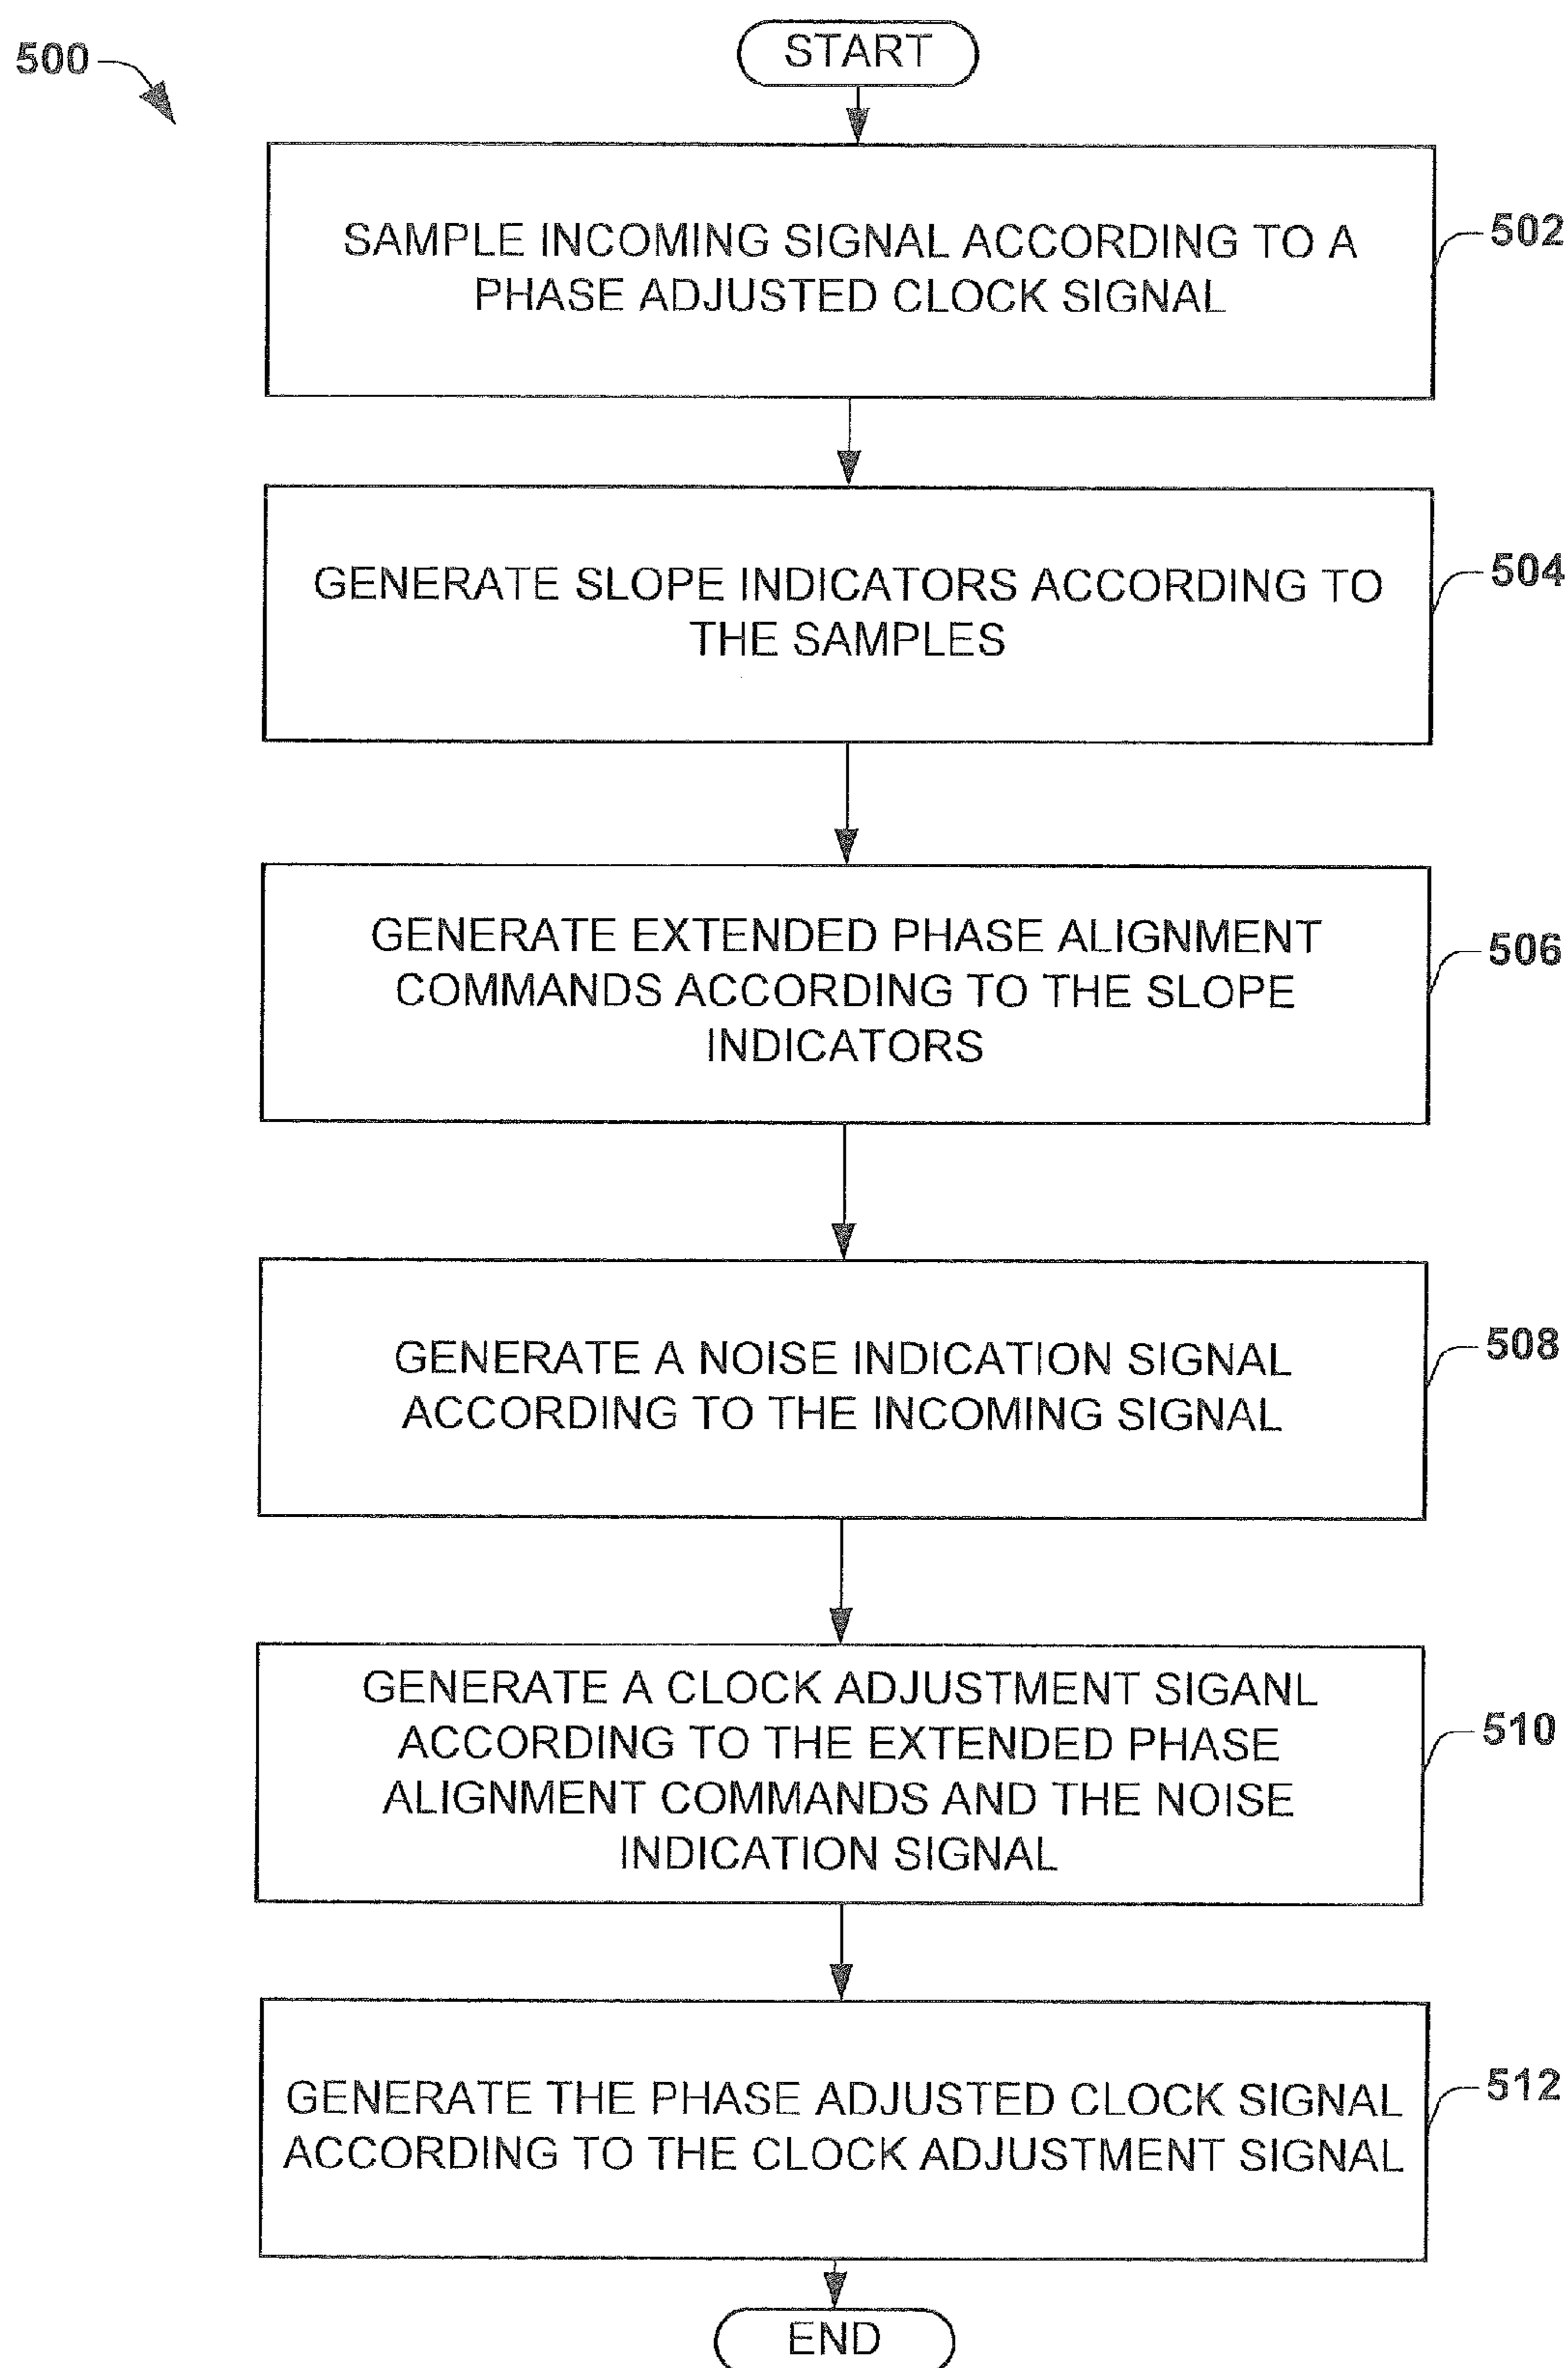 500
START
SAMPLE INCOMING SIGNAL ACCORDING TO A
PHASE ADJUSTED CLOCK SIGNAL
502
GENERATE SLOPE INDICATORS ACCORDING TO
THE SAMPLES
504
GENERATE EXTENDED PHASE ALIGNMENT
COMMANDS ACCORDING TO THE SLOPE
INDICATORS
506
GENERATE A NOISE INDICATION SIGNAL
ACCORDING TO THE INCOMING SIGNAL
508
GENERATE A CLOCK ADJUSTMENT SIGANL
ACCORDING TO THE EXTENDED PHASE
ALIGNMENT COMMANDS AND THE NOISE
INDICATION SIGNAL
510
GENERATE THE PHASE ADJUSTED CLOCK SIGNAL
ACCORDING TO THE CLOCK ADJUSTMENT SIGNAL
512
END